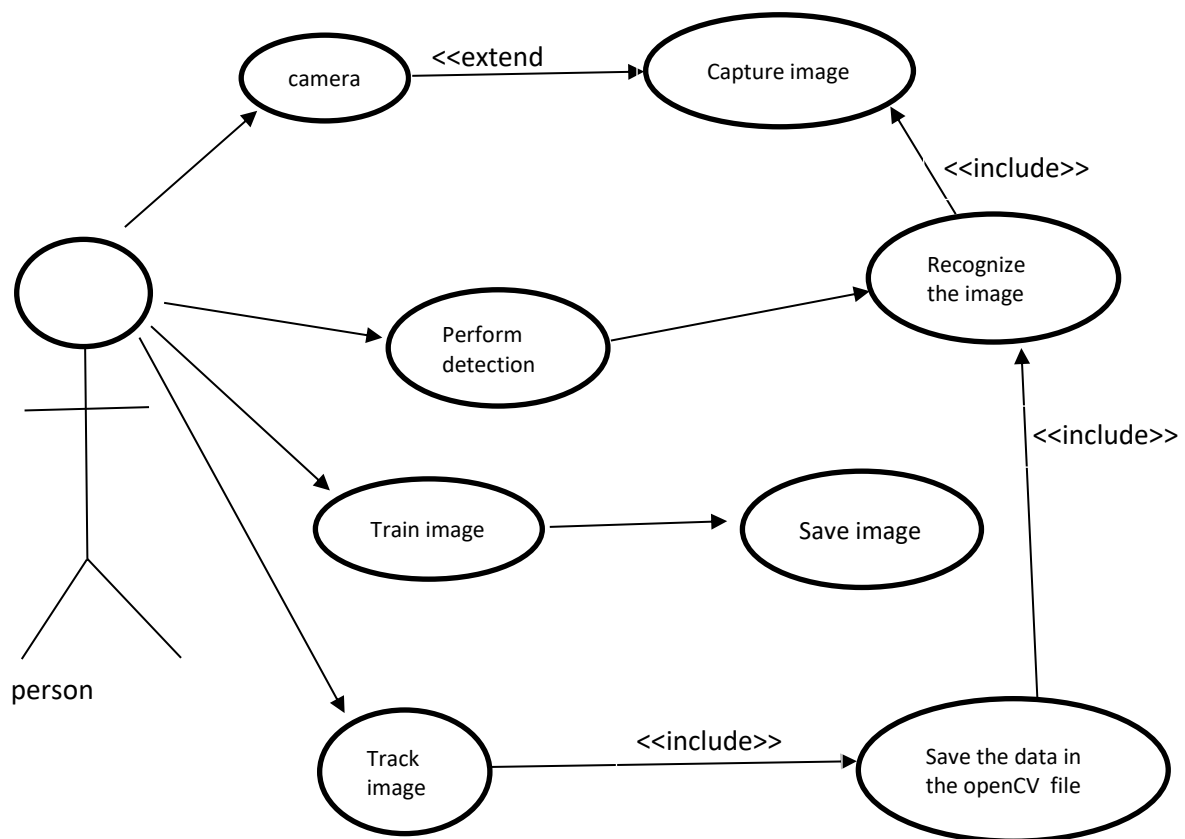 camera
<<extend
Capture image
<<include>>
Recognize
the image
Perform
detection
<<include>>
Train image
Save image
person
Track
image
<<include>>
Save the data in
the openCV file